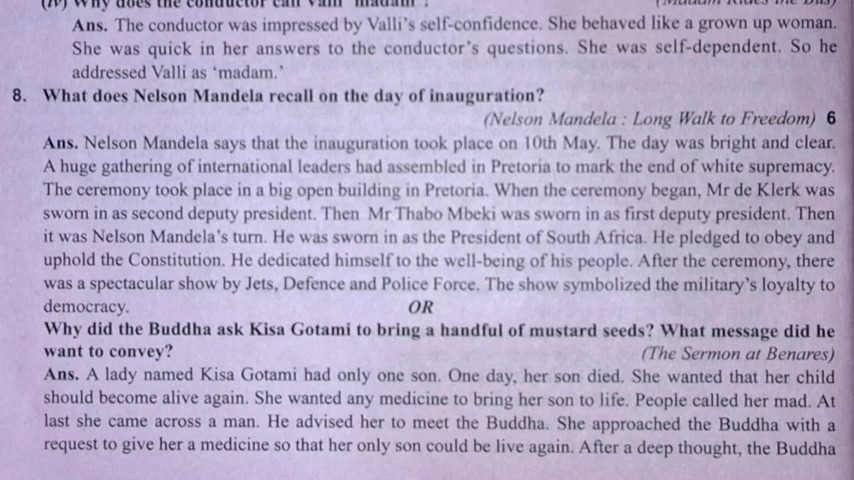 (iv) Why does the conductor call Valli 'madam'? (Madam Rides the Bus)
Ans. The conductor was impressed by Valli's self-confidence. She behaved like a grown up woman.
She was quick in her answers to the conductor's questions. She was self-dependent. So he
addressed Valli as 'madam.'
8. What does Nelson Mandela recall on the day of inauguration?
(Nelson Mandela : Long Walk to Freedom) 6
Ans. Nelson Mandela says that the inauguration took place on 10th May. The day was bright and clear.
A huge gathering of international leaders had assembled in Pretoria to mark the end of white supremacy.
The ceremony took place in a big open building in Pretoria. When the ceremony began, Mr de Klerk was
sworn in as second deputy president. Then Mr Thabo Mbeki was sworn in as first deputy president. Then
it was Nelson Mandela's turn. He was sworn in as the President of South Africa. He pledged to obey and
uphold the Constitution. He dedicated himself to the well-being of his people. After the ceremony, there
was a spectacular show by Jets, Defence and Police Force. The show symbolized the military's loyalty to
democracy. OR
Why did the Buddha ask Kisa Gotami to bring a handful of mustard seeds? What message did he
want to convey? (The Sermon at Benares)
Ans. A lady named Kisa Gotami had only one son. One day, her son died. She wanted that her child
should become alive again. She wanted any medicine to bring her son to life. People called her mad. At
last she came across a man. He advised her to meet the Buddha. She approached the Buddha with a
request to give her a medicine so that her only son could be live again. After a deep thought, the Buddha